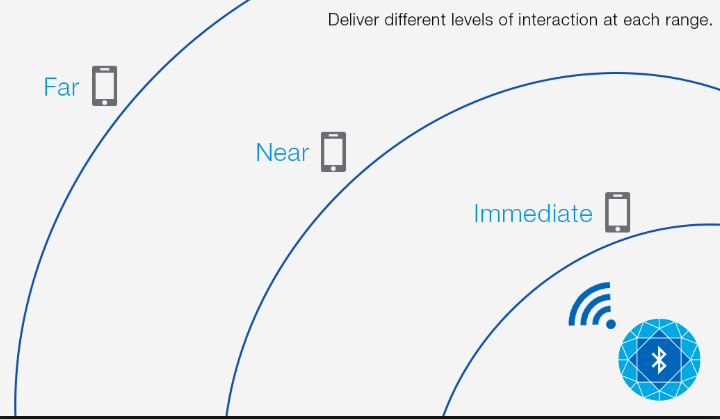 Deliver different levels of interaction at each range.
Far
Near
Immediate